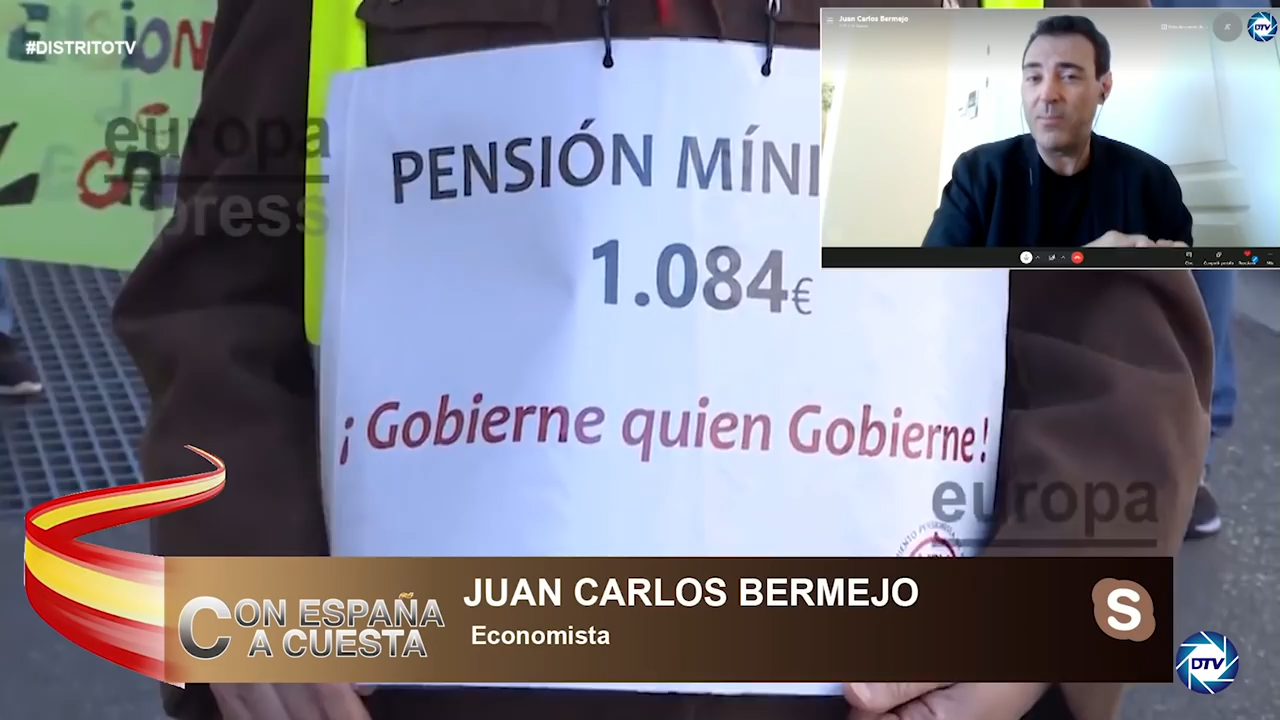 #DISTRITOTV
europa
press
PENSIÓN MÍNI
1.084€
¡Gobierne quien Gobierne!
europa
Juan Carlos Bermejo
DTV
CON ESPAÑA
A CUESTA
JUAN CARLOS BERMEJO
Economista
S
DTV